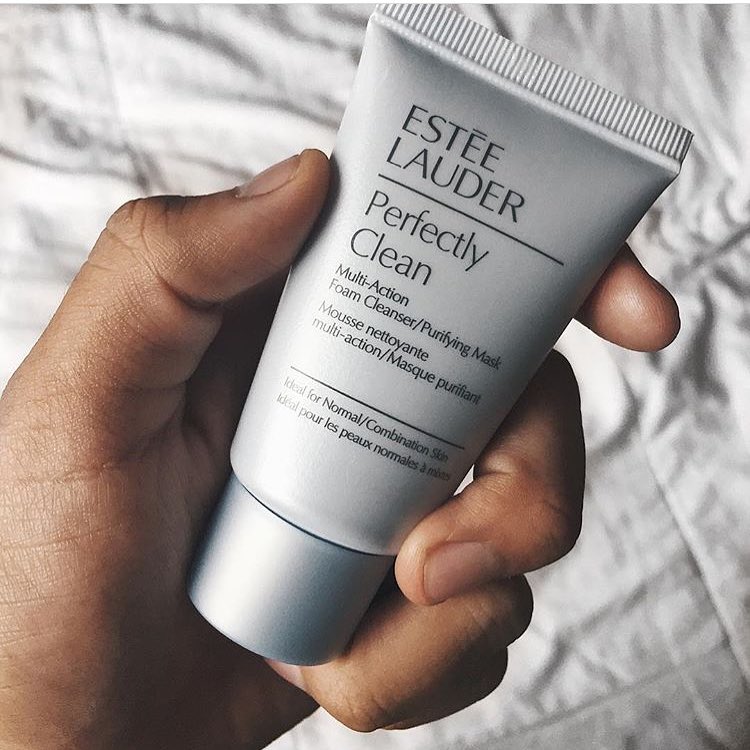 ESTĒE
LAUDER
Perfectly
Clean
Multi-Action
Foam Cleanser/Purifying Mask
Mousse nettoyante
multi-action/Masque purifiant
Ideal for Normal/Combination Skin
Idéal pour les peaux normales à mixtes